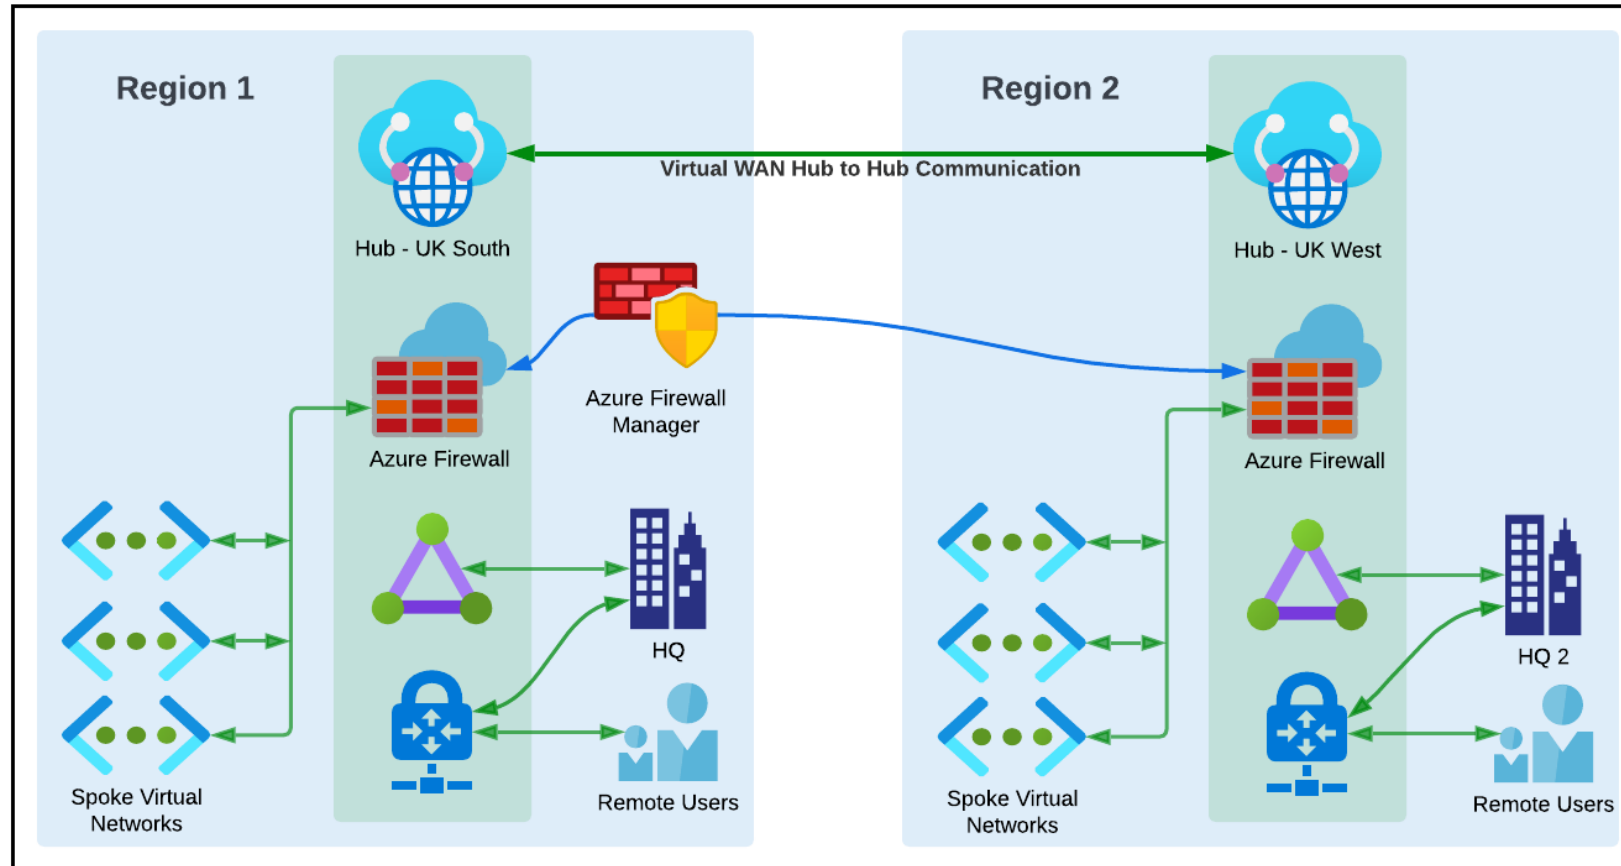 Region 1
Region 2
Virtual WAN Hub to Hub Communication
Hub - UK South
Hub - UK West
Azure Firewall
Manager
Azure Firewall
Azure Firewall
HQ
HQ 2
Spoke Virtual
Networks
Remote Users
Spoke Virtual
Networks
Remote Users